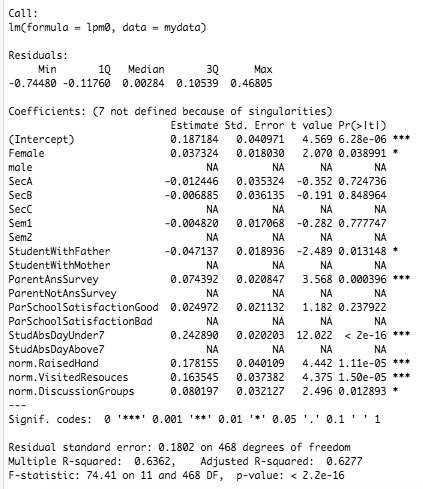 Call:
lm(formula = lpm0, data = mydata)
Residuals:
Min 1Q Median 3Q Max
-0.74480 -0.11760 0.00284 0.10539 0.46805
Coefficients: (7 not defined because of singularities)
Estimate Std. Error t value Pr(>|t|)
(Intercept) 0.187184 0.040971 4.569 6.28e-06 ***
Female 0.037324 0.018030 2.070 0.038991 *
male NA NA NA NA
SecA -0.012446 0.035324 -0.352 0.724736
SecB -0.006885 0.036135 -0.191 0.848964
SecC NA NA NA NA
Sem1 -0.004820 0.017068 -0.282 0.777747
Sem2 NA NA NA NA
StudentWithFather -0.047137 0.018936 -2.489 0.013148 *
StudentWithMother NA NA NA NA
ParentAnsSurvey 0.074392 0.020847 3.568 0.000396 ***
ParentNotAnsSurvey NA NA NA NA
ParSchoolSatisfactionGood 0.024972 0.021132 1.182 0.237922
ParSchoolSatisfactionBad NA NA NA NA
StudAbsDayUnder7 0.242890 0.020203 12.022 < 2e-16 ***
StudAbsDayAbove7 NA NA NA NA
norm.RaisedHand 0.178155 0.040109 4.442 1.11e-05 ***
norm.VisitedResouces 0.163545 0.037382 4.375 1.50e-05 ***
norm.DiscussionGroups 0.080197 0.032127 2.496 0.012893 *
---
Signif. codes: 0 '***' 0.001 '**' 0.01 '*' 0.05 '.' 0.1 ' ' 1
Residual standard error: 0.1802 on 468 degrees of freedom
Multiple R-squared: 0.6362, Adjusted R-squared: 0.6277
F-statistic: 74.41 on 11 and 468 DF, p-value: < 2.2e-16